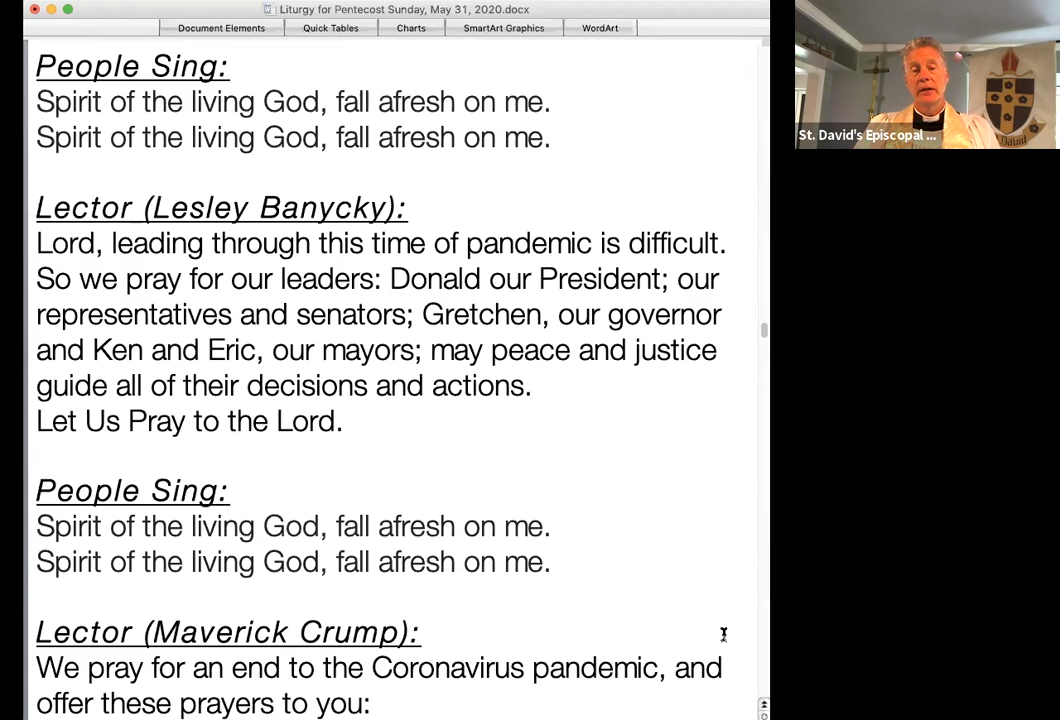 Liturgy for Pentecost Sunday, May 31, 2020.docx
Document Elements Quick Tables Charts SmartArt Graphics WordArt
People Sing:
Spirit of the living God, fall afresh on me.
Spirit of the living God, fall afresh on me.
Lector (Lesley Banycky):
Lord, leading through this time of pandemic is difficult.
So we pray for our leaders: Donald our President; our
representatives and senators; Gretchen, our governor
and Ken and Eric, our mayors; may peace and justice
guide all of their decisions and actions.
Let Us Pray to the Lord.
People Sing:
Spirit of the living God, fall afresh on me.
Spirit of the living God, fall afresh on me.
Lector (Maverick Crump):
We pray for an end to the Coronavirus pandemic, and
offer these prayers to you:
St. David's Episcopal ...
David